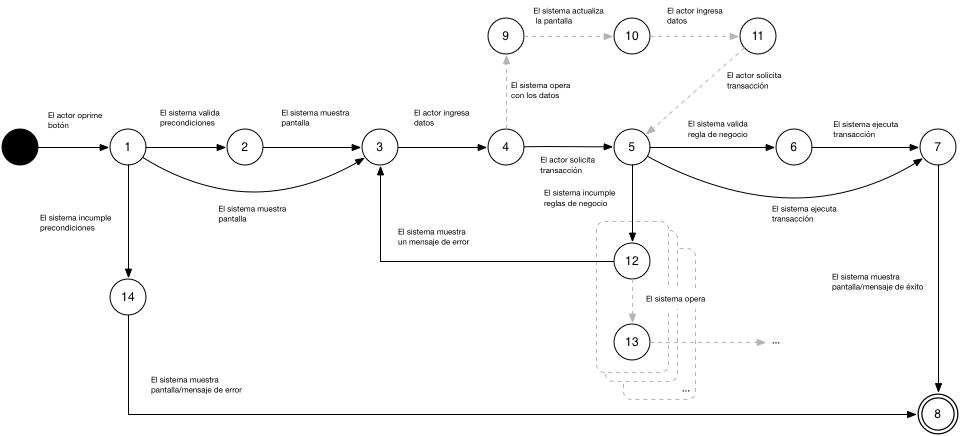 El sistema actualiza
la pantalla
El actor ingresa
datos
9
10
11
El sistema opera
con los datos
El actor solicita
transacción
El actor oprime
botón
El sistema valida
precondiciones
El sistema muestra
pantalla
El actor ingresa
datos
El sistema valida
regla de negocio
El sistema ejecuta
transacción
1
2
3
4
5
6
7
El actor solicita
transacción
El sistema incumple
reglas de negocio
El sistema muestra
pantalla
El sistema ejecuta
transacción
El sistema incumple
precondiciones
El sistema muestra
un mensaje de error
12
El sistema muestra
pantalla/mensaje de éxito
14
El sistema opera
13
...
El sistema muestra
pantalla/mensaje de error
...
8